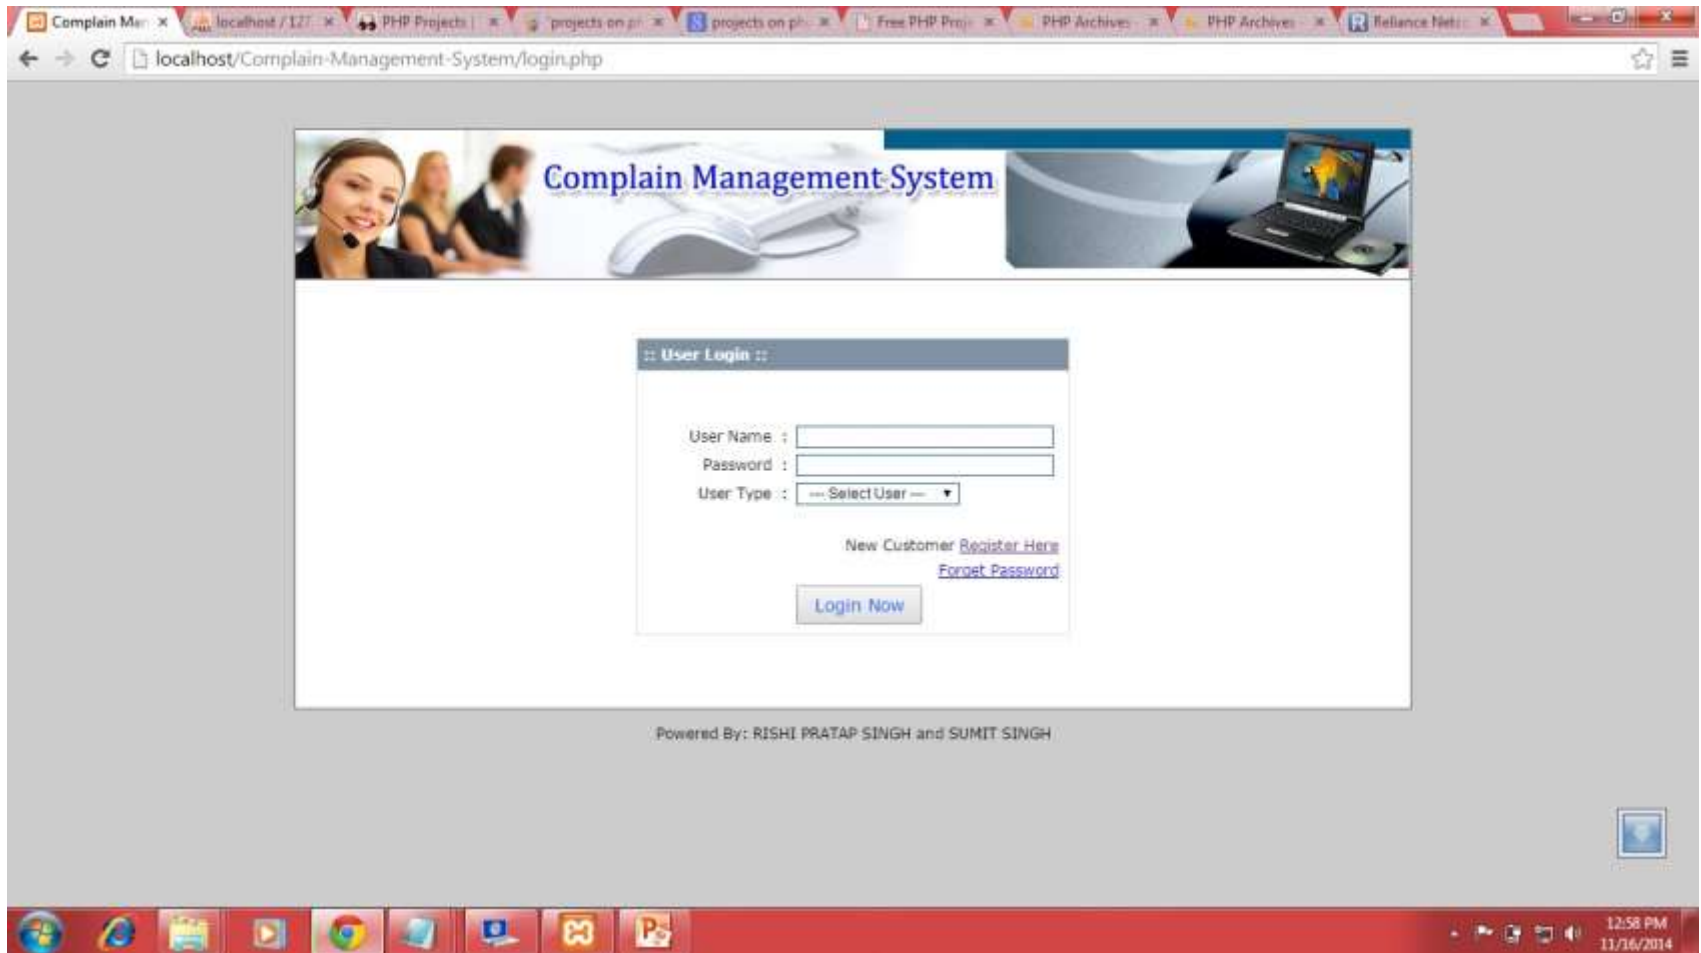 Complain Man
localhost / 127
PHP Projects |
projects on
projects on ph
Free PHP Proj
PHP Archives
PHP Archives
Reliance Net
localhost/Complain-Management-System/login.php
Complain Management System
:: User Login ::
User Name :
Password :
User Type : --- Select User ---
New Customer Register Here
Forget Password
Login Now
Powered By: RISHI PRATAP SINGH and SUMIT SINGH
12:58 PM
11/16/2014